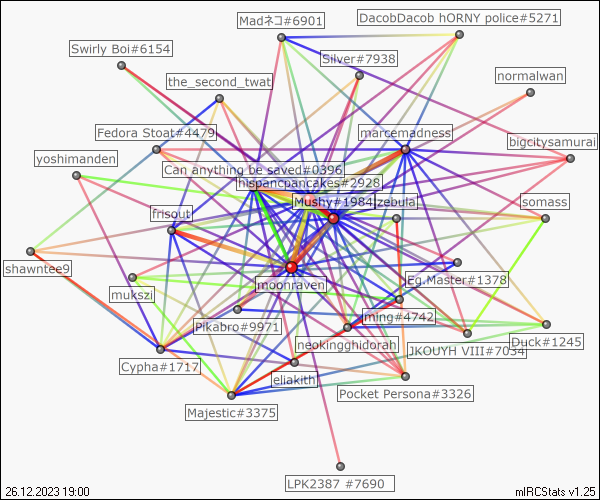 Madネコ#6901
DacobDacob hORNY police#5271
Swirly Boi#6154
Silver#7938
normalwan
the_second_twat
Fedora Stoat#4479
marcemadness
bigcitysamurai
yoshimanden
Can anything be saved#0396
hispancpancakes#2928
Mushy#1984
zebula
somass
frisout
shawntee9
moonraven
Eg.Master#1378
mukszi
Pikabro#9971
ming#4742
neokingghidorah
JKOUYH VIII#7034
Duck#1245
Cypha#1717
eliakith
Pocket Persona#3326
Majestic#3375
LPK2387 #7690
26.12.2023 19:00
mIRCStats v1.25